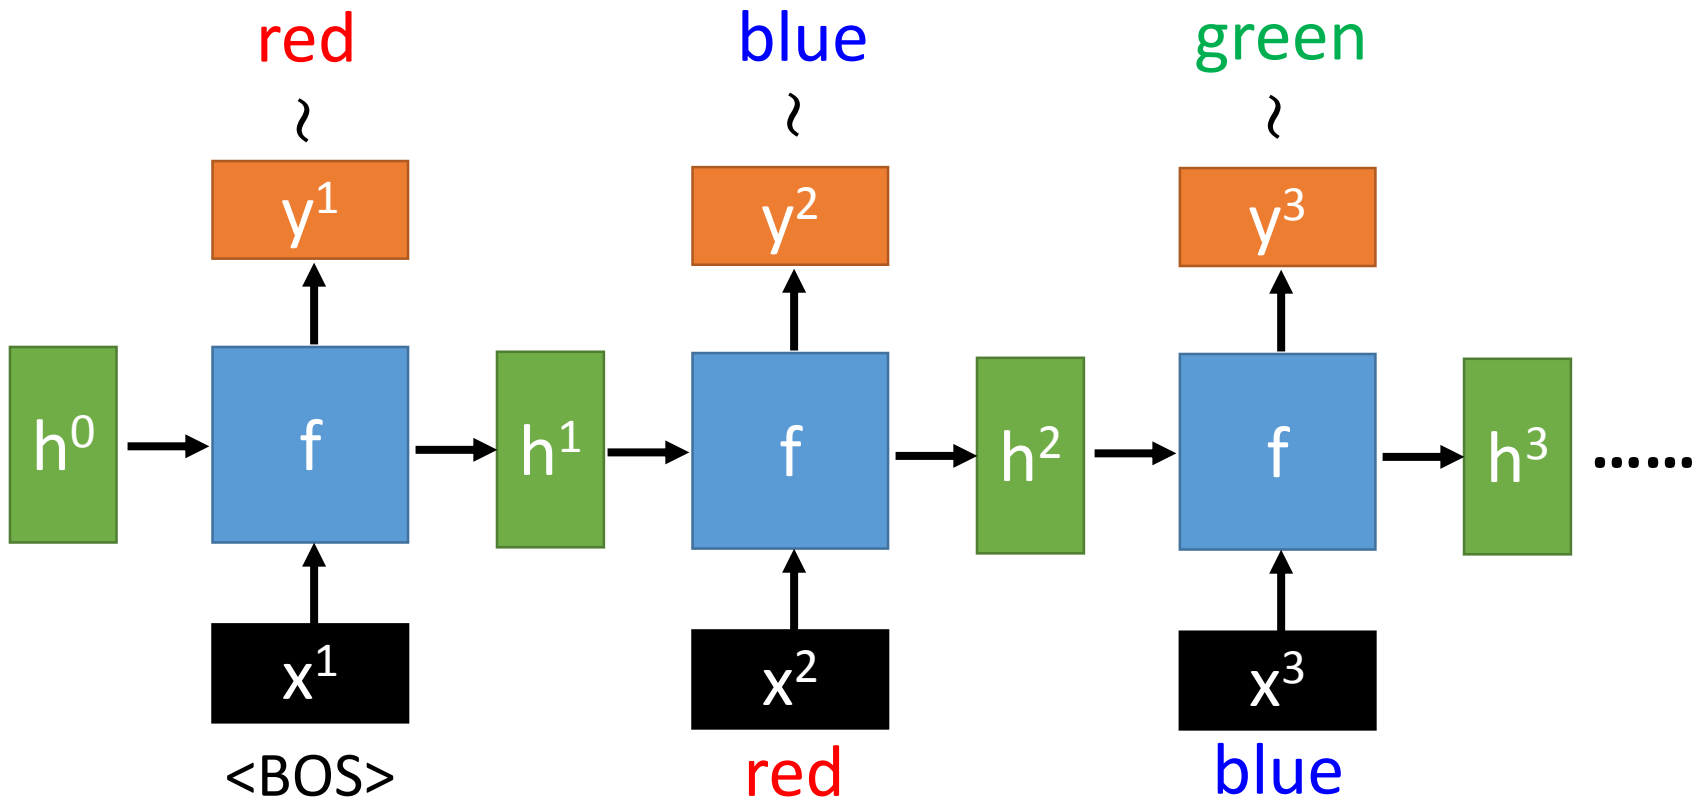 red blue green
~ ~ ~
y¹ y² y³
h⁰ f h¹ f h² f h³ ......
x¹ x² x³
<BOS> red blue